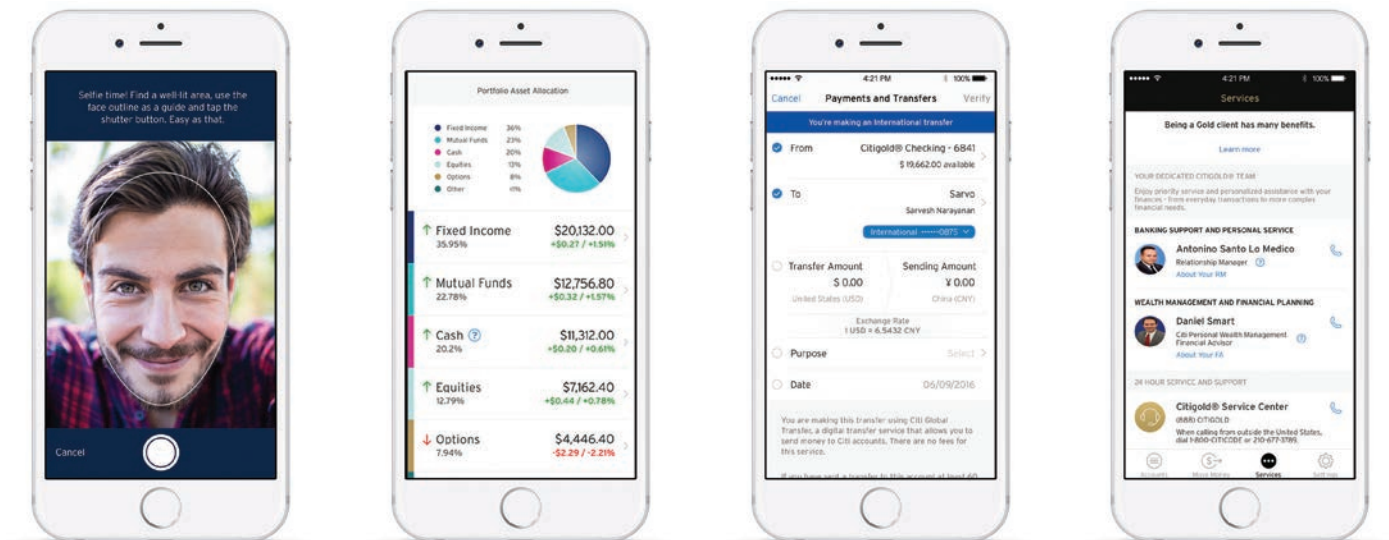 Selfie time! Find a well-lit area, use the
face outline as a guide and tap the
shutter button. Easy as that.
Cancel
Portfolio Asset Allocation
Fixed Income 36%
Mutual Funds 23%
Cash 20%
Equities 13%
Options 8%
Other <1%
↑ Fixed Income $20,132.00
35.95% +$0.27 / +1.51%
↑ Mutual Funds $12,756.80
22.78% +$0.32 / +1.57%
↑ Cash ? $11,312.00
20.2% +$0.20 / +0.61%
↑ Equities $7,162.40
12.79% +$0.44 / +0.78%
↓ Options $4,446.40
7.94% -$2.29 / -2.21%
4:21 PM 100%
Cancel Payments and Transfers Verify
You're making an International transfer
From Citigold® Checking - 6841
$19,662.00 available
To Sarvo
Sarvesh Narayanan
International ------0875
Transfer Amount Sending Amount
$ 0.00 ¥ 0.00
United States (USD) China (CNY)
Exchange Rate
1 USD = 6.5432 CNY
Purpose Select
Date 06/09/2016
You are making this transfer using Citi Global
Transfer, a digital transfer service that allows you to
send money to Citi accounts. There are no fees for
this service.
If you have sent a transfer to this account at least 60
4:21 PM 100%
Services
Being a Gold client has many benefits.
Learn more
YOUR DEDICATED CITIGOLD® TEAM
Enjoy priority service and personalized assistance with your
finances - from everyday transactions to more complex
financial needs.
BANKING SUPPORT AND PERSONAL SERVICE
Antonino Santo Lo Medico
Relationship Manager ?
About Your RM
WEALTH MANAGEMENT AND FINANCIAL PLANNING
Daniel Smart
Citi Personal Wealth Management ?
Financial Advisor
About Your FA
24 HOUR SERVICE AND SUPPORT
Citigold® Service Center
(888) CITIGOLD
When calling from outside the United States,
dial 1-800-CITICODE or 210-677-3789.
Accounts Move Money Services Settings